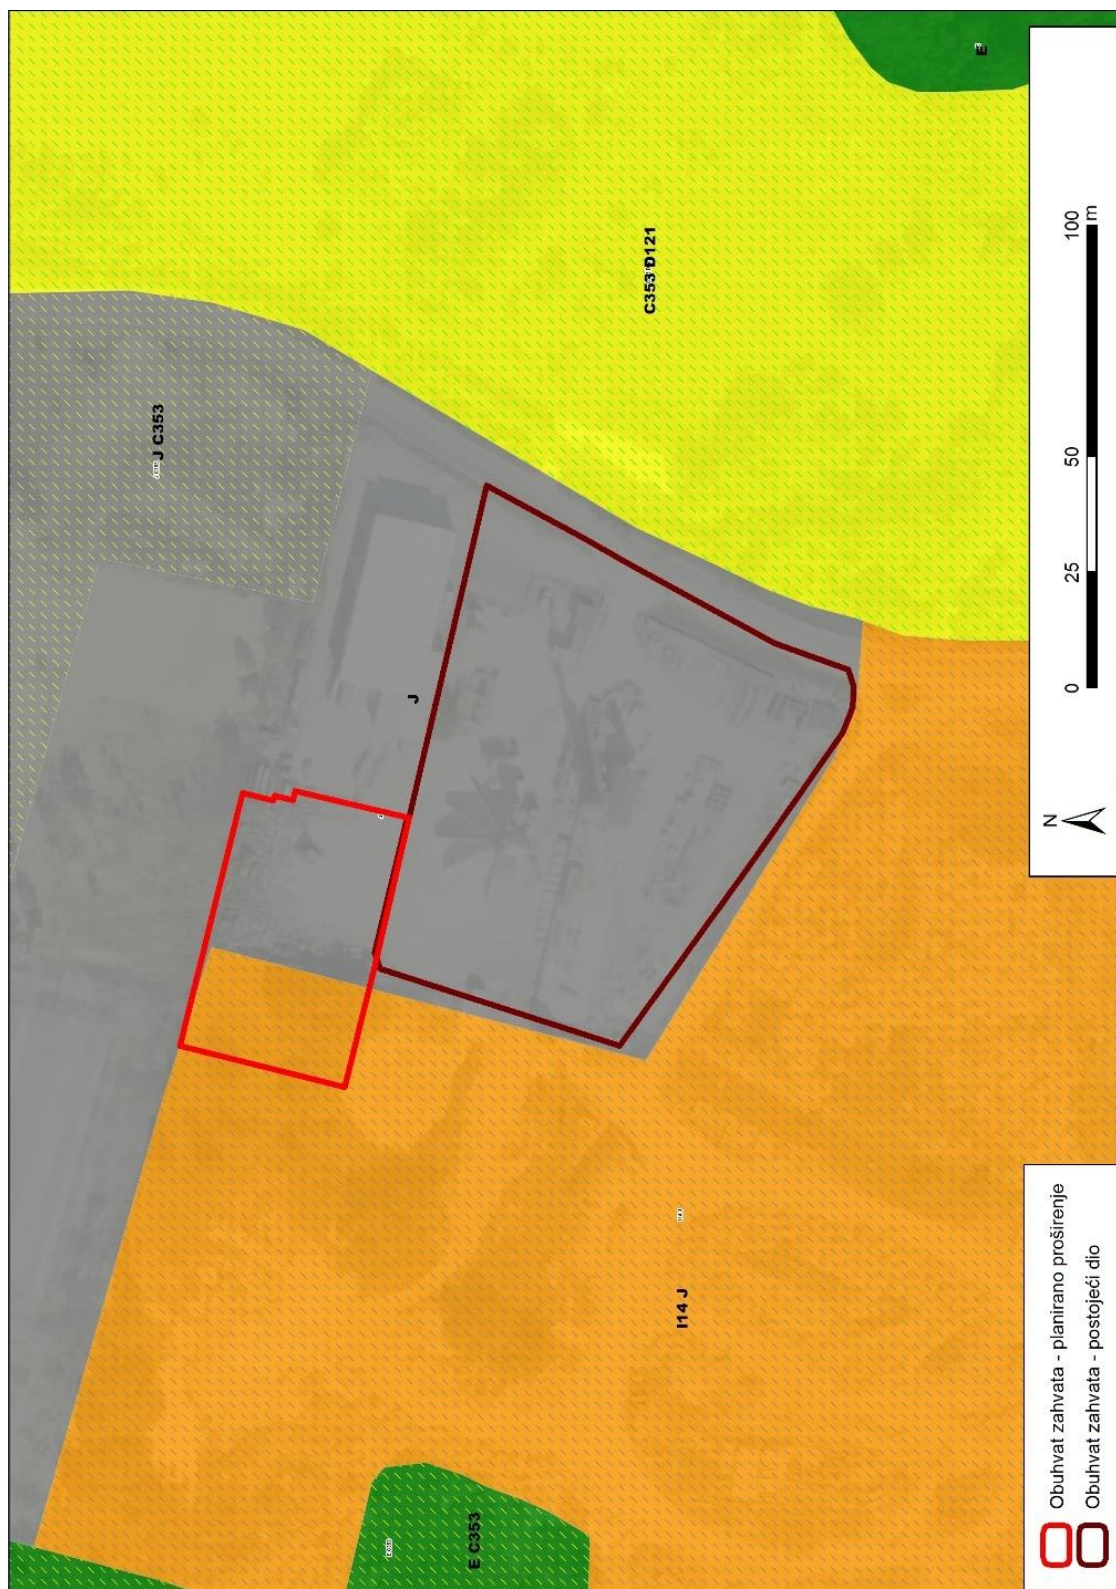 E
J C353
C353 D121
J
I14 J
E C353
N
0 25 50 100
m
Obuhvat zahvata - planirano proširenje
Obuhvat zahvata - postojeći dio